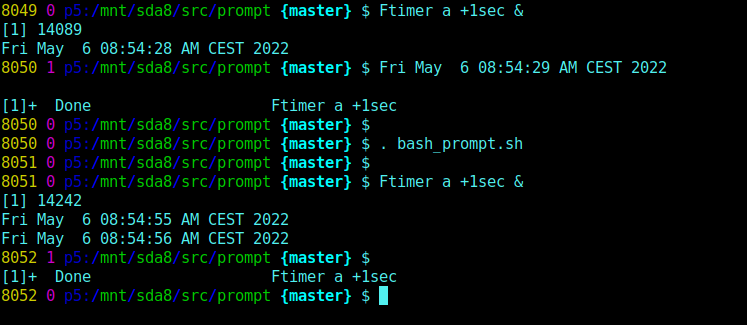 8049 0 p5:/mnt/sda8/src/prompt {master} $ Ftimer a +1sec &
[1] 14089
Fri May  6 08:54:28 AM CEST 2022
8050 1 p5:/mnt/sda8/src/prompt {master} $ Fri May  6 08:54:29 AM CEST 2022
[1]+  Done                    Ftimer a +1sec
8050 0 p5:/mnt/sda8/src/prompt {master} $
8050 0 p5:/mnt/sda8/src/prompt {master} $ . bash_prompt.sh
8051 0 p5:/mnt/sda8/src/prompt {master} $
8051 0 p5:/mnt/sda8/src/prompt {master} $ Ftimer a +1sec &
[1] 14242
Fri May  6 08:54:55 AM CEST 2022
Fri May  6 08:54:56 AM CEST 2022
8052 1 p5:/mnt/sda8/src/prompt {master} $
[1]+  Done                    Ftimer a +1sec
8052 0 p5:/mnt/sda8/src/prompt {master} $